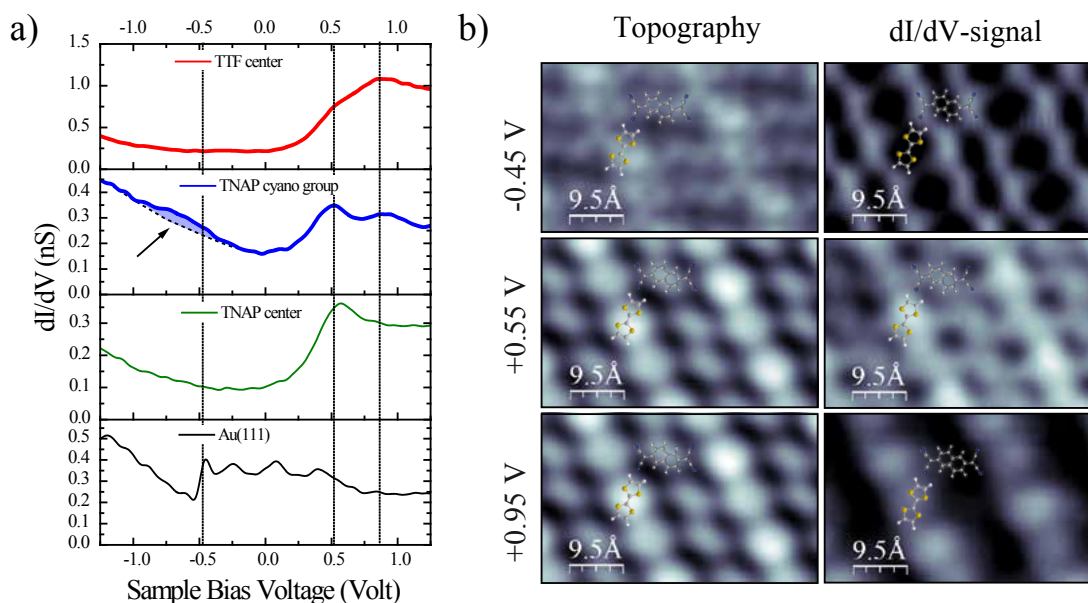 a)
-1.0 -0.5 0.0 0.5 1.0
TTF center
1.0
0.5
0.0
TNAP cyano group
0.4
0.3
0.2
0.1
0.0
TNAP center
0.3
0.2
0.1
0.0
Au(111)
0.5
0.4
0.3
0.2
0.1
0.0
-1.0 -0.5 0.0 0.5 1.0
dI/dV (nS)
Sample Bias Voltage (Volt)
b)
Topography dI/dV-signal
-0.45 V
9.5Å 9.5Å
+0.55 V
9.5Å 9.5Å
+0.95 V
9.5Å 9.5Å